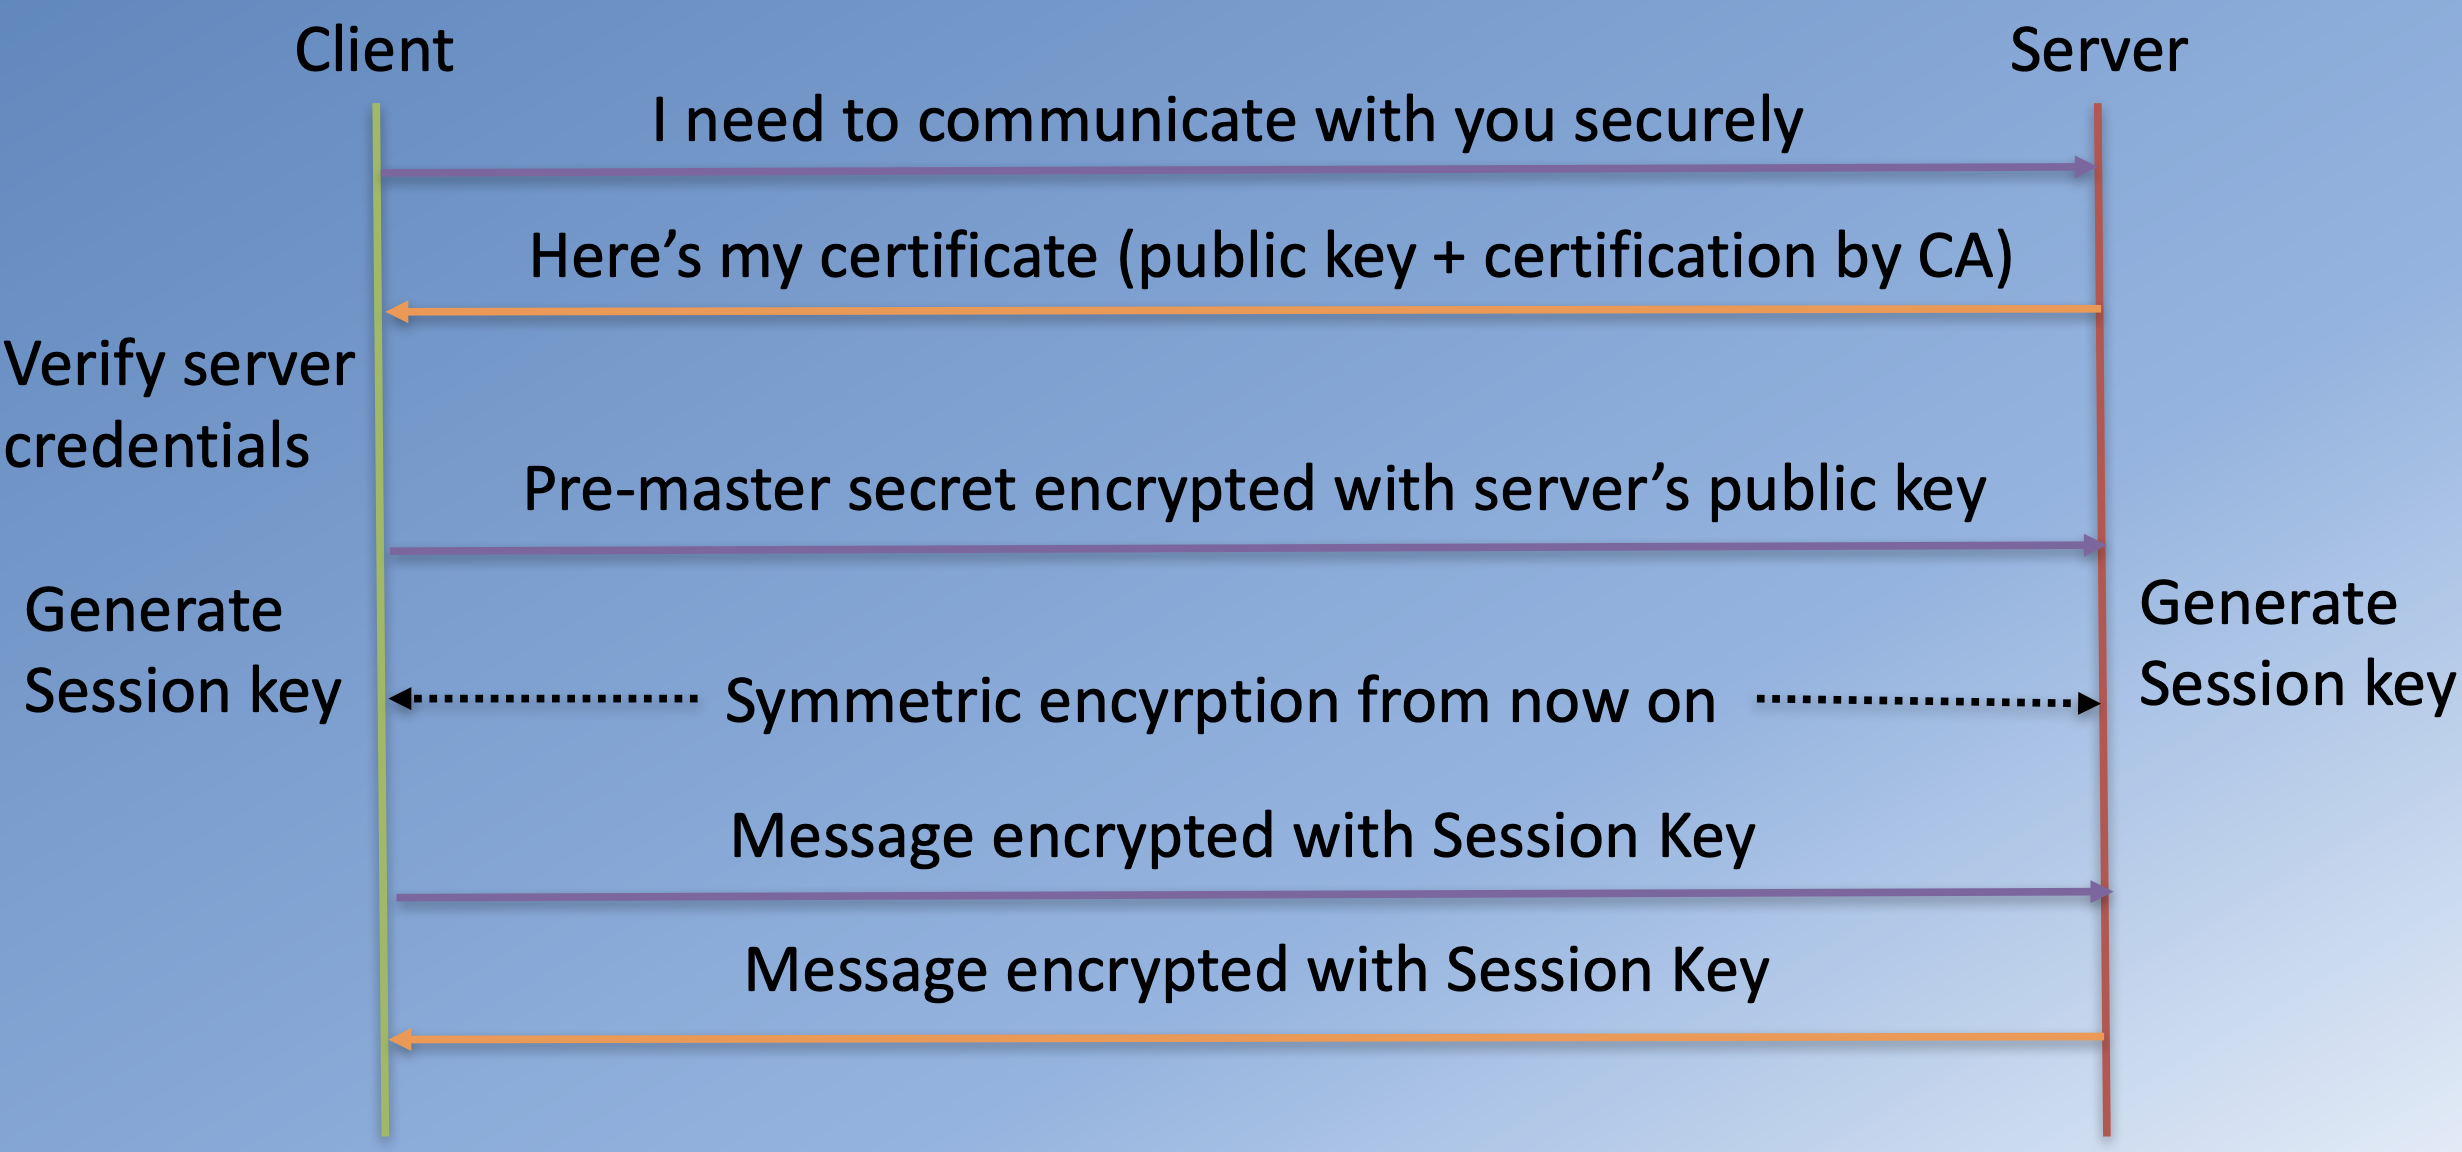 Client
Server
I need to communicate with you securely
Here’s my certificate (public key + certification by CA)
Verify server
credentials
Pre-master secret encrypted with server’s public key
Generate
Session key
Generate
Session key
Symmetric encyrption from now on
Message encrypted with Session Key
Message encrypted with Session Key